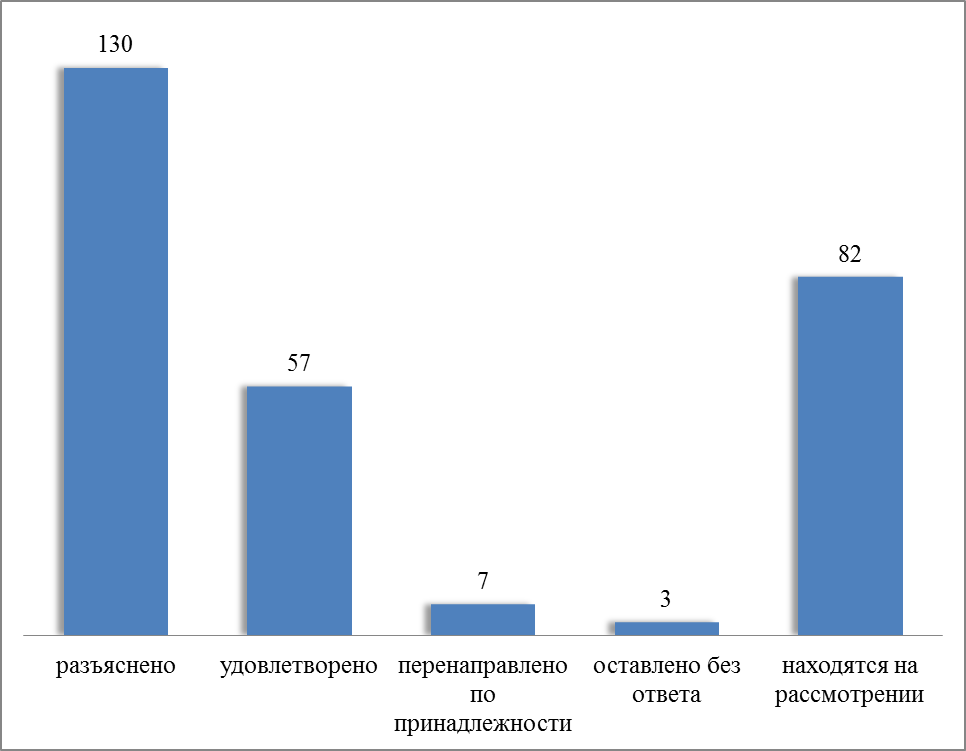 130
57
7
3
82
разъяснено
удовлетворено
перенаправлено
по
принадлежности
оставлено без
ответа
находятся на
рассмотрении